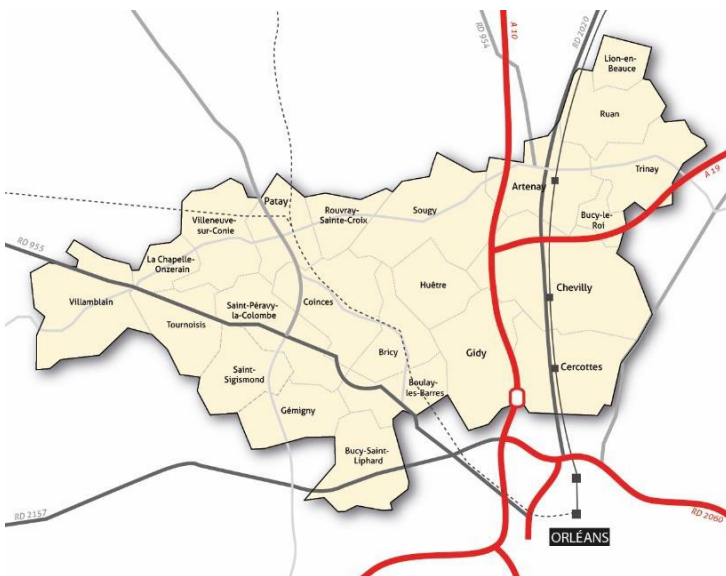 A 10
RD 954
RD 2020
Lion-en-
Beauce
Ruan
Trinay
A 19
Artenay
Bucy-le-
Roi
Patay
Rouvray-
Sainte-Croix
Sougy
Villeneuve-
sur-Conie
RD 955
La Chapelle-
Onzerain
Villamblain
Tournoisis
Saint-Péravy-
la-Colombe
Coinces
Huêtre
Chevilly
Bricy
Gidy
Cercottes
Saint-
Sigismond
Boulay-
les-Barres
Gémigny
Bucy-Saint-
Liphard
RD 2157
RD 2060
ORLÉANS